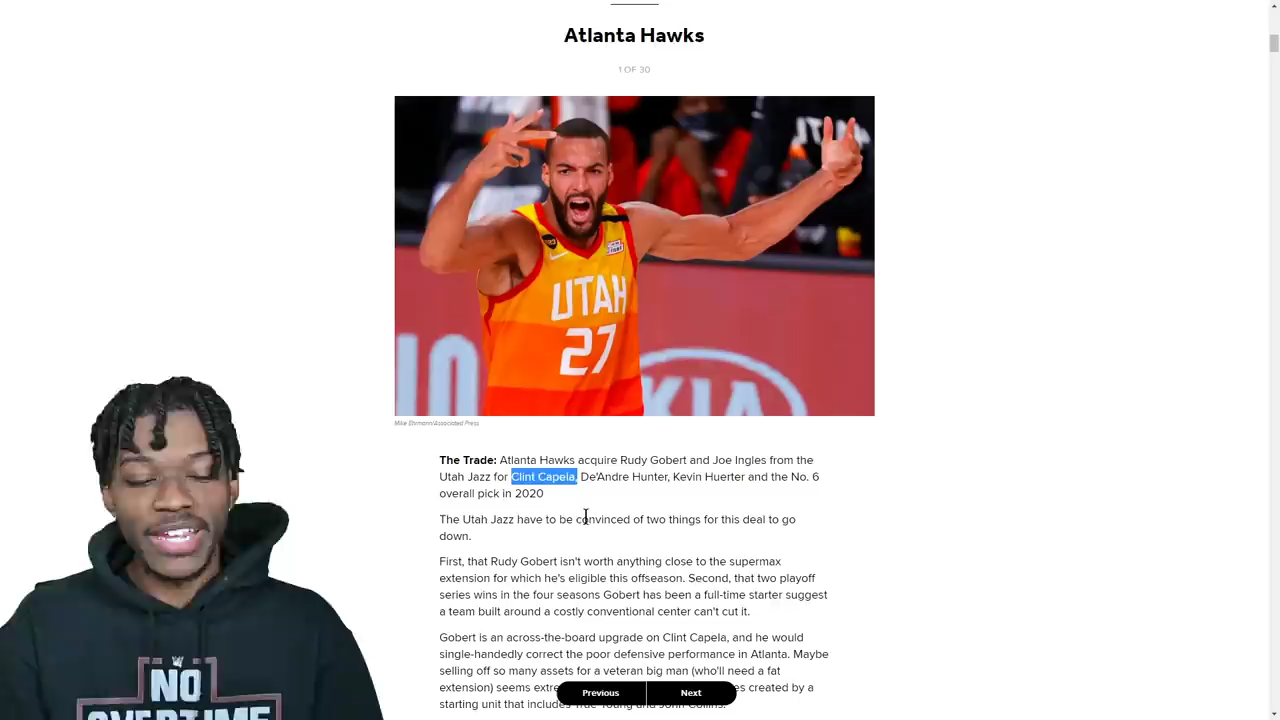 Atlanta Hawks
1 OF 30
UTAH
27
KIA
Mike Ehrmann/Associated Press
The Trade: Atlanta Hawks acquire Rudy Gobert and Joe Ingles from the
Utah Jazz for Clint Capela, De'Andre Hunter, Kevin Huerter and the No. 6
overall pick in 2020
The Utah Jazz have to be convinced of two things for this deal to go
down.
First, that Rudy Gobert isn't worth anything close to the supermax
extension for which he's eligible this offseason. Second, that two playoff
series wins in the four seasons Gobert has been a full-time starter suggest
a team built around a costly conventional center can't cut it.
Gobert is an across-the-board upgrade on Clint Capela, and he would
single-handedly correct the poor defensive performance in Atlanta. Maybe
selling off so many assets for a veteran big man (who'll need a fat
extension) seems created by a
starting unit that includes Trae Young and John Collins.
Previous
Next
NO
OVERTIME